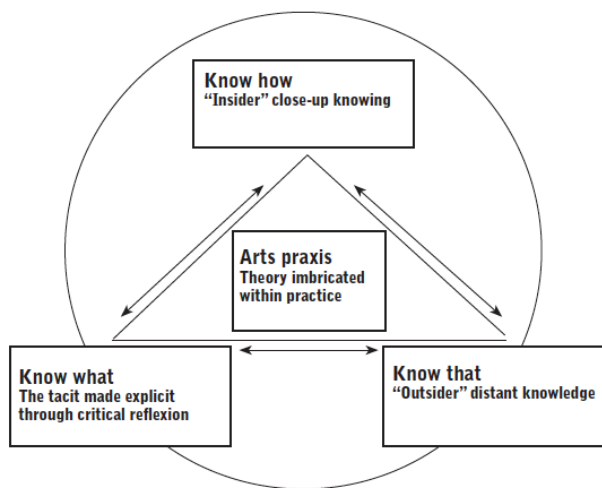 Know how
“Insider” close-up knowing
Arts praxis
Theory imbricated
within practice
Know what
The tacit made explicit
through critical reflexion
Know that
“Outsider” distant knowledge